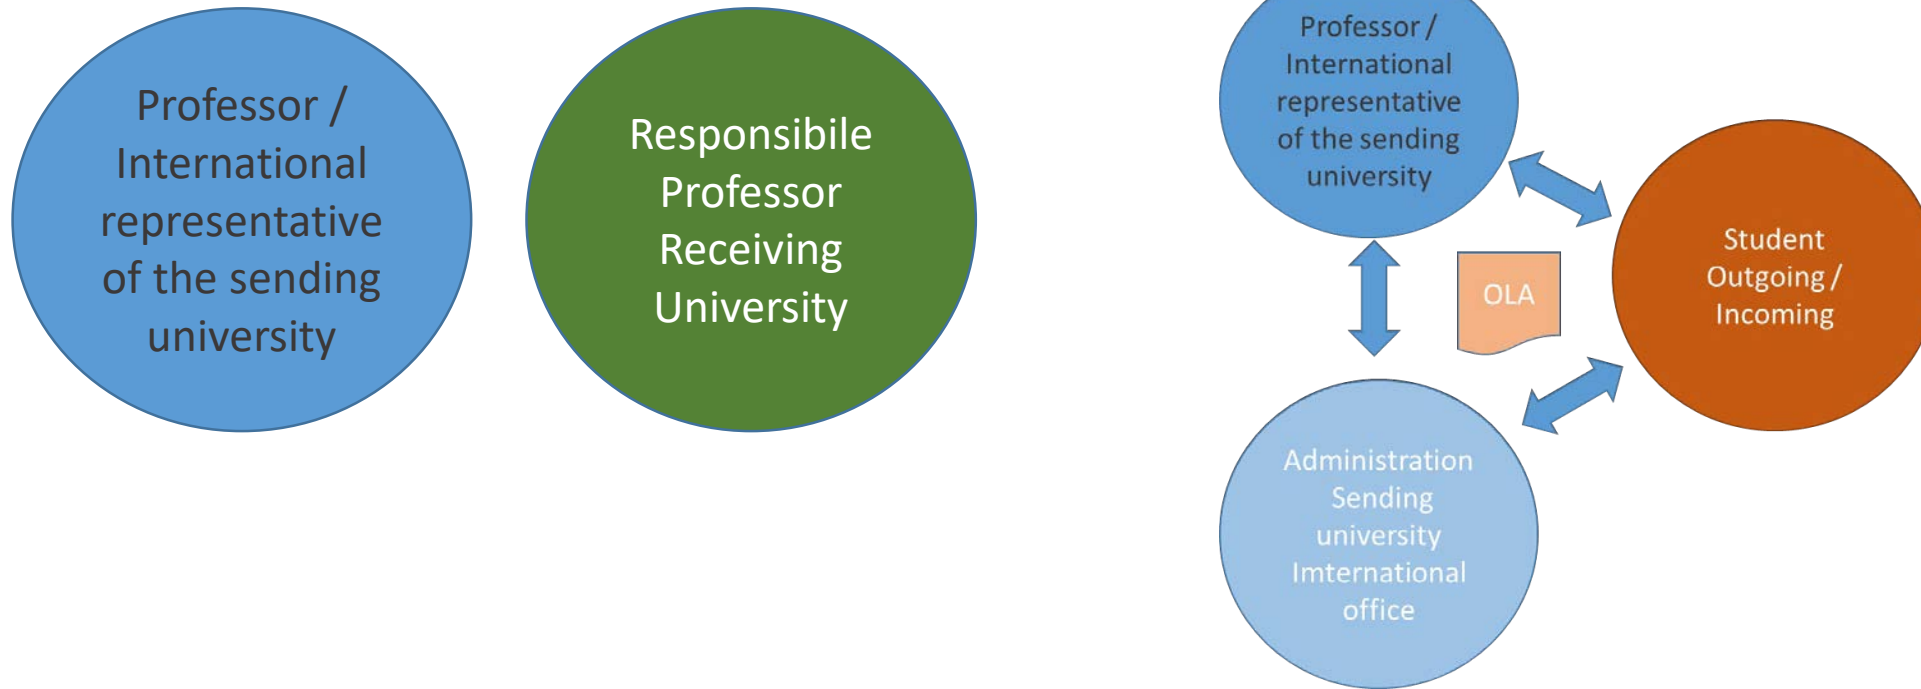 Professor /
International
representative
of the sending
university
Responsibile
Professor
Receiving
University
Professor /
International
representative
of the sending
university
OLA
Student
Outgoing /
Incoming
Administration
Sending
university
Imternational
office